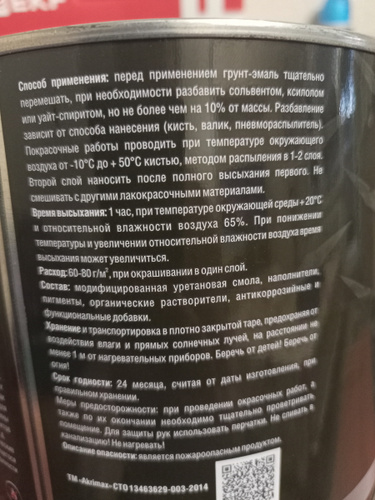 Способ применения: перед применением грунт-эмаль тщательно
перемешать, при необходимости разбавить сольвентом, ксилолом
или уайт-спиритом, но не более чем на 10% от массы. Разбавление
зависит от способа нанесения (кисть, валик, пневмораспылитель).
Покрасочные работы проводить при температуре окружающего
воздуха от -10°С до + 50°С кистью, методом распыления в 1-2 слоя.
Второй слой наносить после полного высыхания первого. Не
смешивать с другими лакокрасочными материалами.
Время высыхания: 1 час, при температуре окружающей среды +20°С
и относительной влажности воздуха 65%. При понижении
температуры и увеличении относительной влажности воздуха время
высыхания может увеличиться.
Расход: 60-80 г/м², при окрашивании в один слой.
Состав: модифицированная уретановая смола, наполнители,
пигменты, органические растворители, антикоррозийные и
функциональные добавки.
Хранение и транспортировка в плотно закрытой таре, предохраняя от
воздействия влаги и прямых солнечных лучей, на расстоянии не
менее 1 м от нагревательных приборов. Беречь от детей! Беречь от
огня!
Срок годности: 24 месяца, считая от даты изготовления, при
правильном хранении.
Меры предосторожности: при проведении окрасочных работ, а
также по их окончании необходимо тщательно проветривать
помещение. Для защиты рук использовать перчатки. Не сливать в
канализацию! Не нагревать!
Описание опасности: является пожароопасным продуктом.
ТМ «Akrimax» СТО 13463629-003-2014